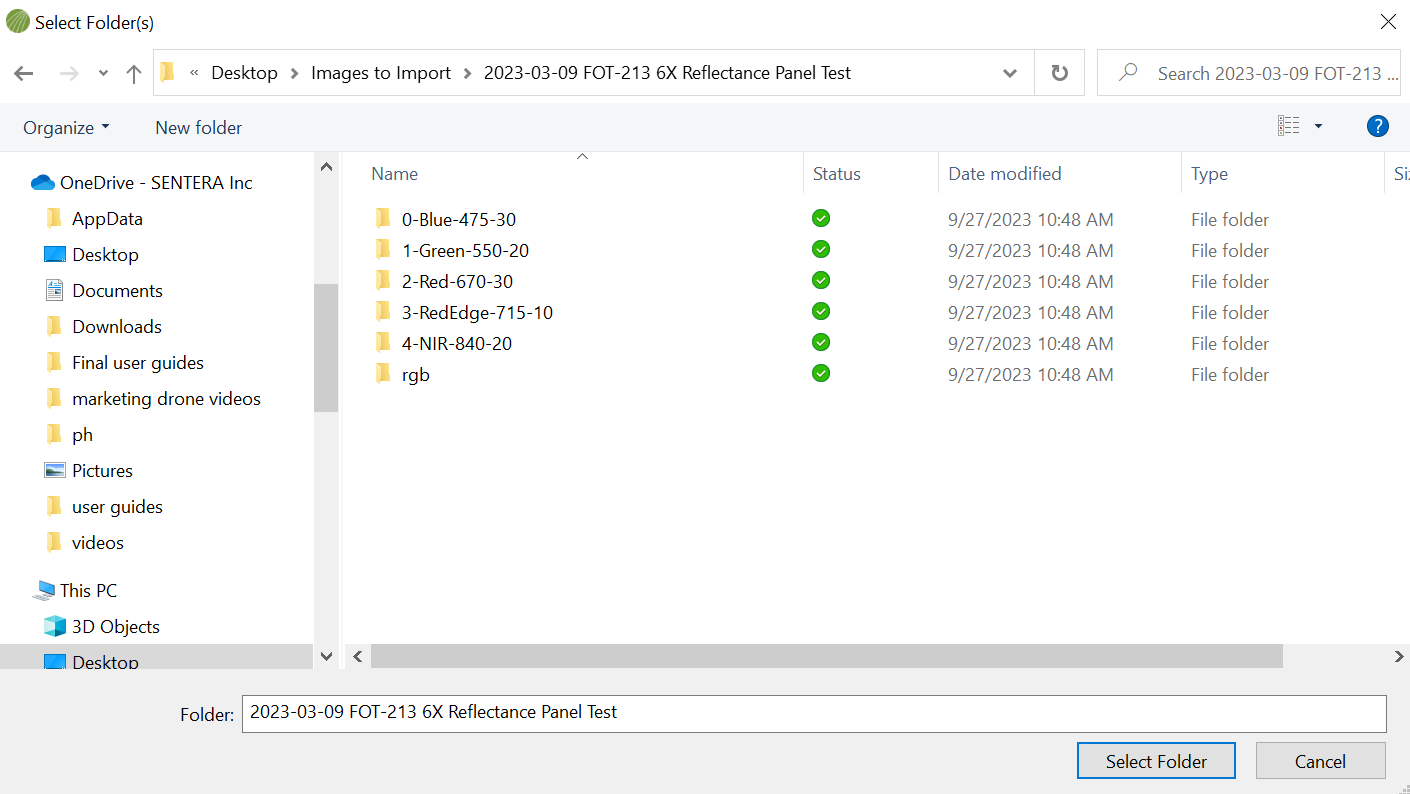 Select Folder(s)
« Desktop > Images to Import > 2023-03-09 FOT-213 6X Reflectance Panel Test
Search 2023-03-09 FOT-213 ...
Organize
New folder
?
OneDrive - SENTERA Inc
AppData
Desktop
Documents
Downloads
Final user guides
marketing drone videos
ph
Pictures
user guides
videos
This PC
3D Objects
Desktop
Name Status Date modified Type Si
0-Blue-475-30 9/27/2023 10:48 AM File folder
1-Green-550-20 9/27/2023 10:48 AM File folder
2-Red-670-30 9/27/2023 10:48 AM File folder
3-RedEdge-715-10 9/27/2023 10:48 AM File folder
4-NIR-840-20 9/27/2023 10:48 AM File folder
rgb 9/27/2023 10:48 AM File folder
Folder: 2023-03-09 FOT-213 6X Reflectance Panel Test
Select Folder Cancel